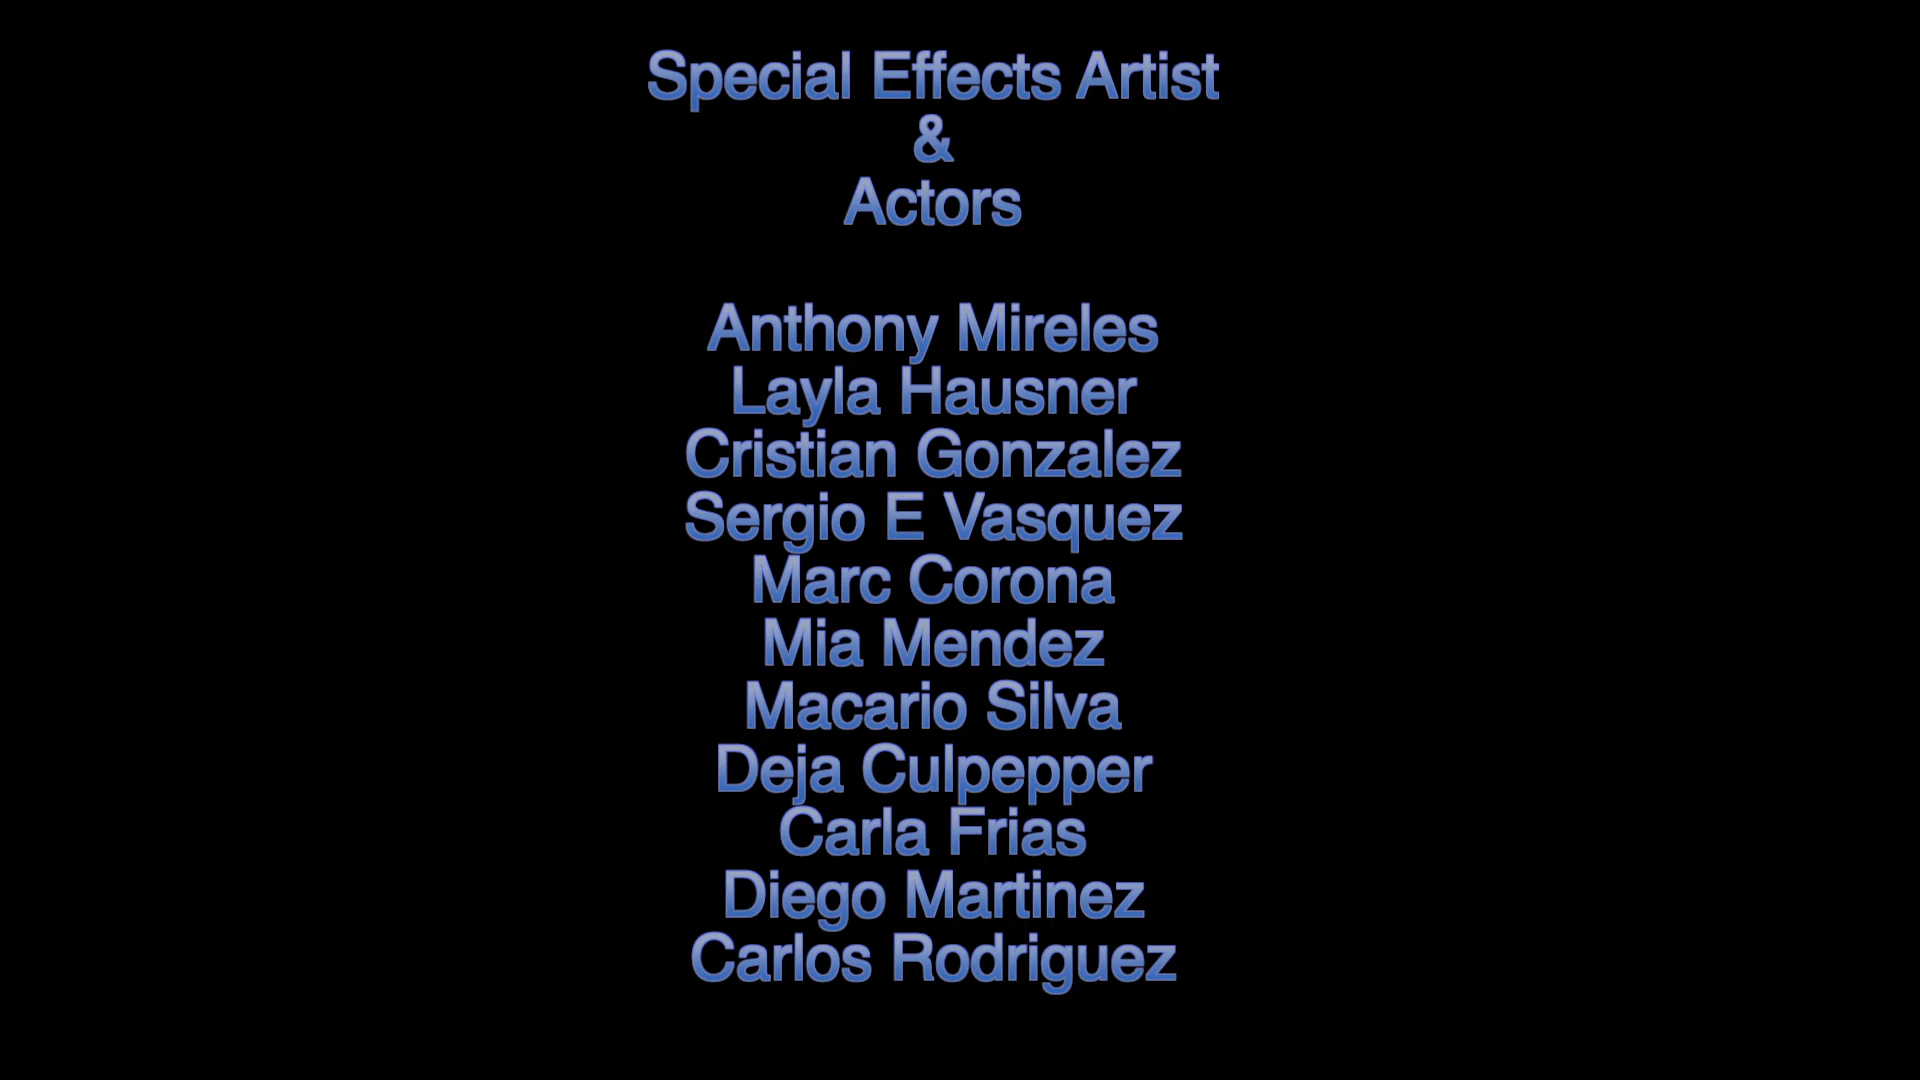 Special Effects Artist
&
Actors
Anthony Mireles
Layla Hausner
Cristian Gonzalez
Sergio E Vasquez
Marc Corona
Mia Mendez
Macario Silva
Deja Culpepper
Carla Frias
Diego Martinez
Carlos Rodriguez